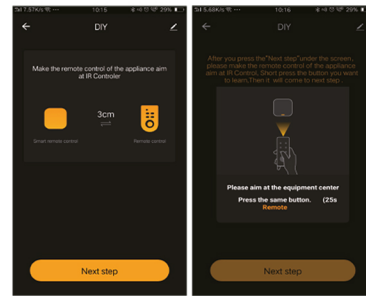 10:15
29%
DIY
Make the remote control of the appliance aim
at IR Controler
3cm
Smart remote control
Remote control
Next step
10:16
29%
DIY
After you press the "Next step" under the screen,
please make the remote control of the appliance
aim at IR Control. Short press the button you want
to learn,Then it will come to next step .
Please aim at the equipment center
Press the same button. (25s
Remote
Next step